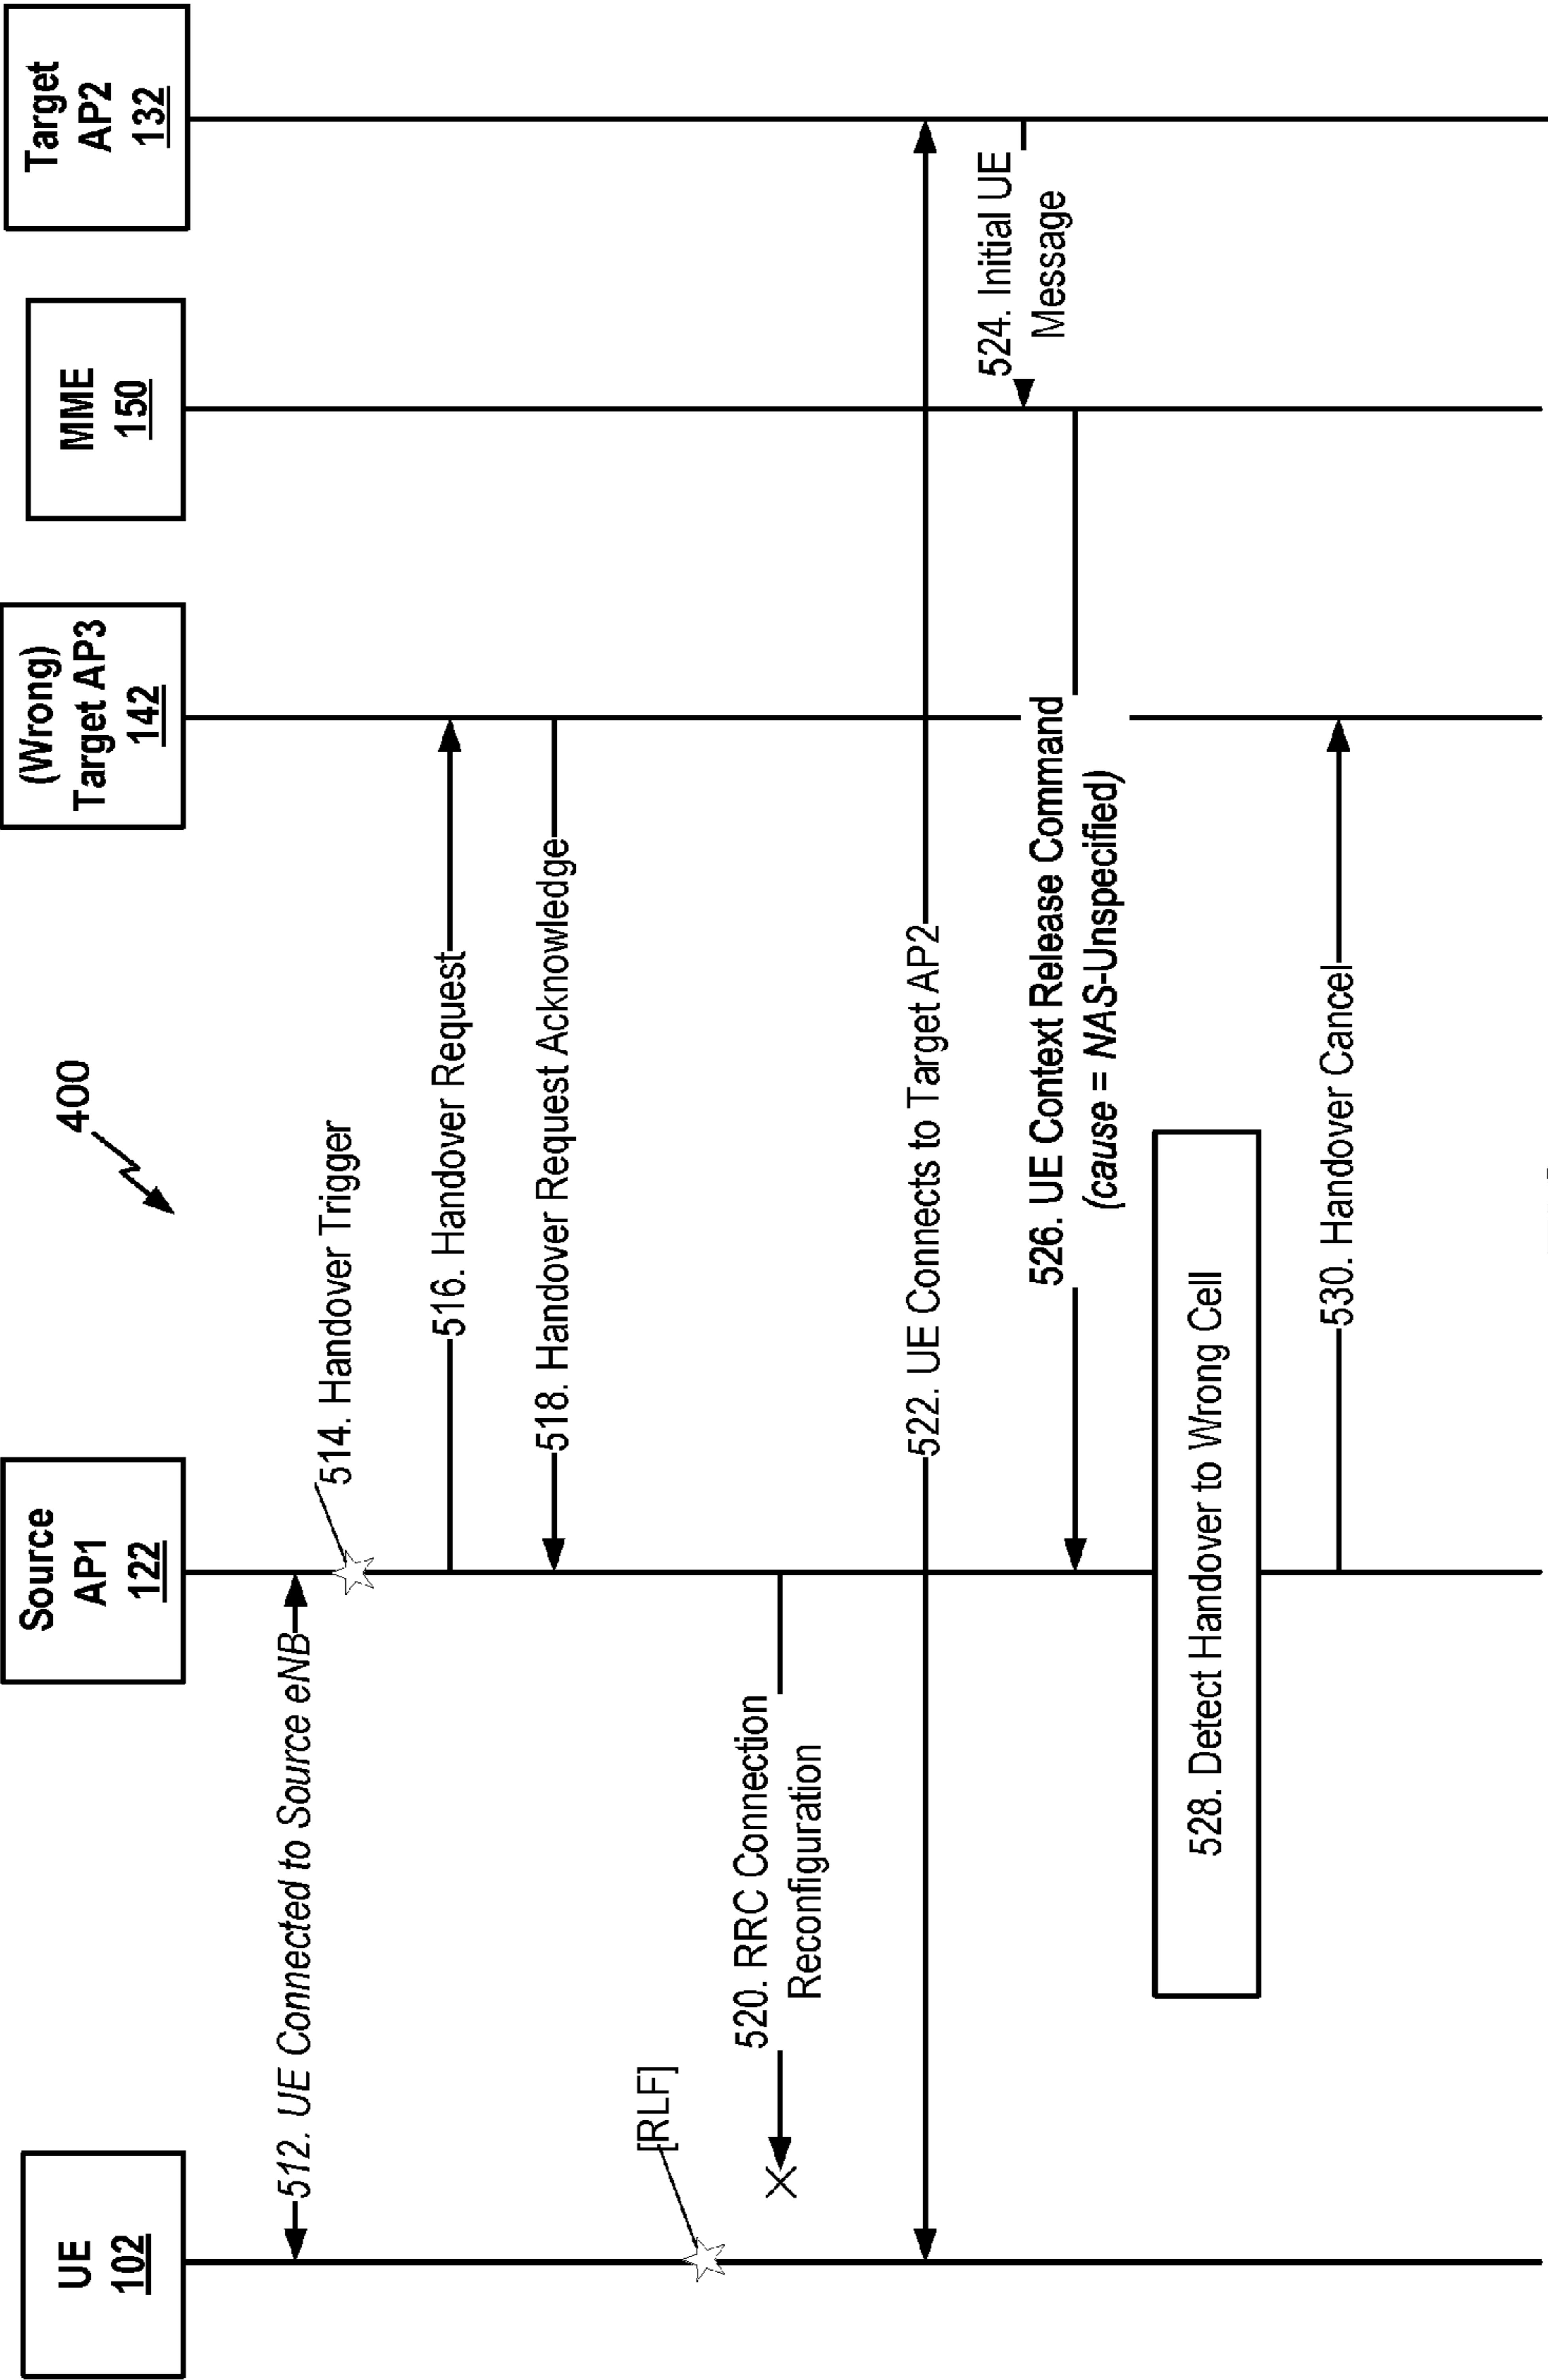 UE
102
Source
AP1
122
(Wrong)
Target AP3
142
MME
150
Target
AP2
132
400
512. UE Connected to Source eNB
514. Handover Trigger
516. Handover Request
518. Handover Request Acknowledge
[RLF]
520. RRC Connection
Reconfiguration
522. UE Connects to Target AP2
524. Initial UE
Message
526. UE Context Release Command
(cause = NAS-Unspecified)
528. Detect Handover to Wrong Cell
530. Handover Cancel